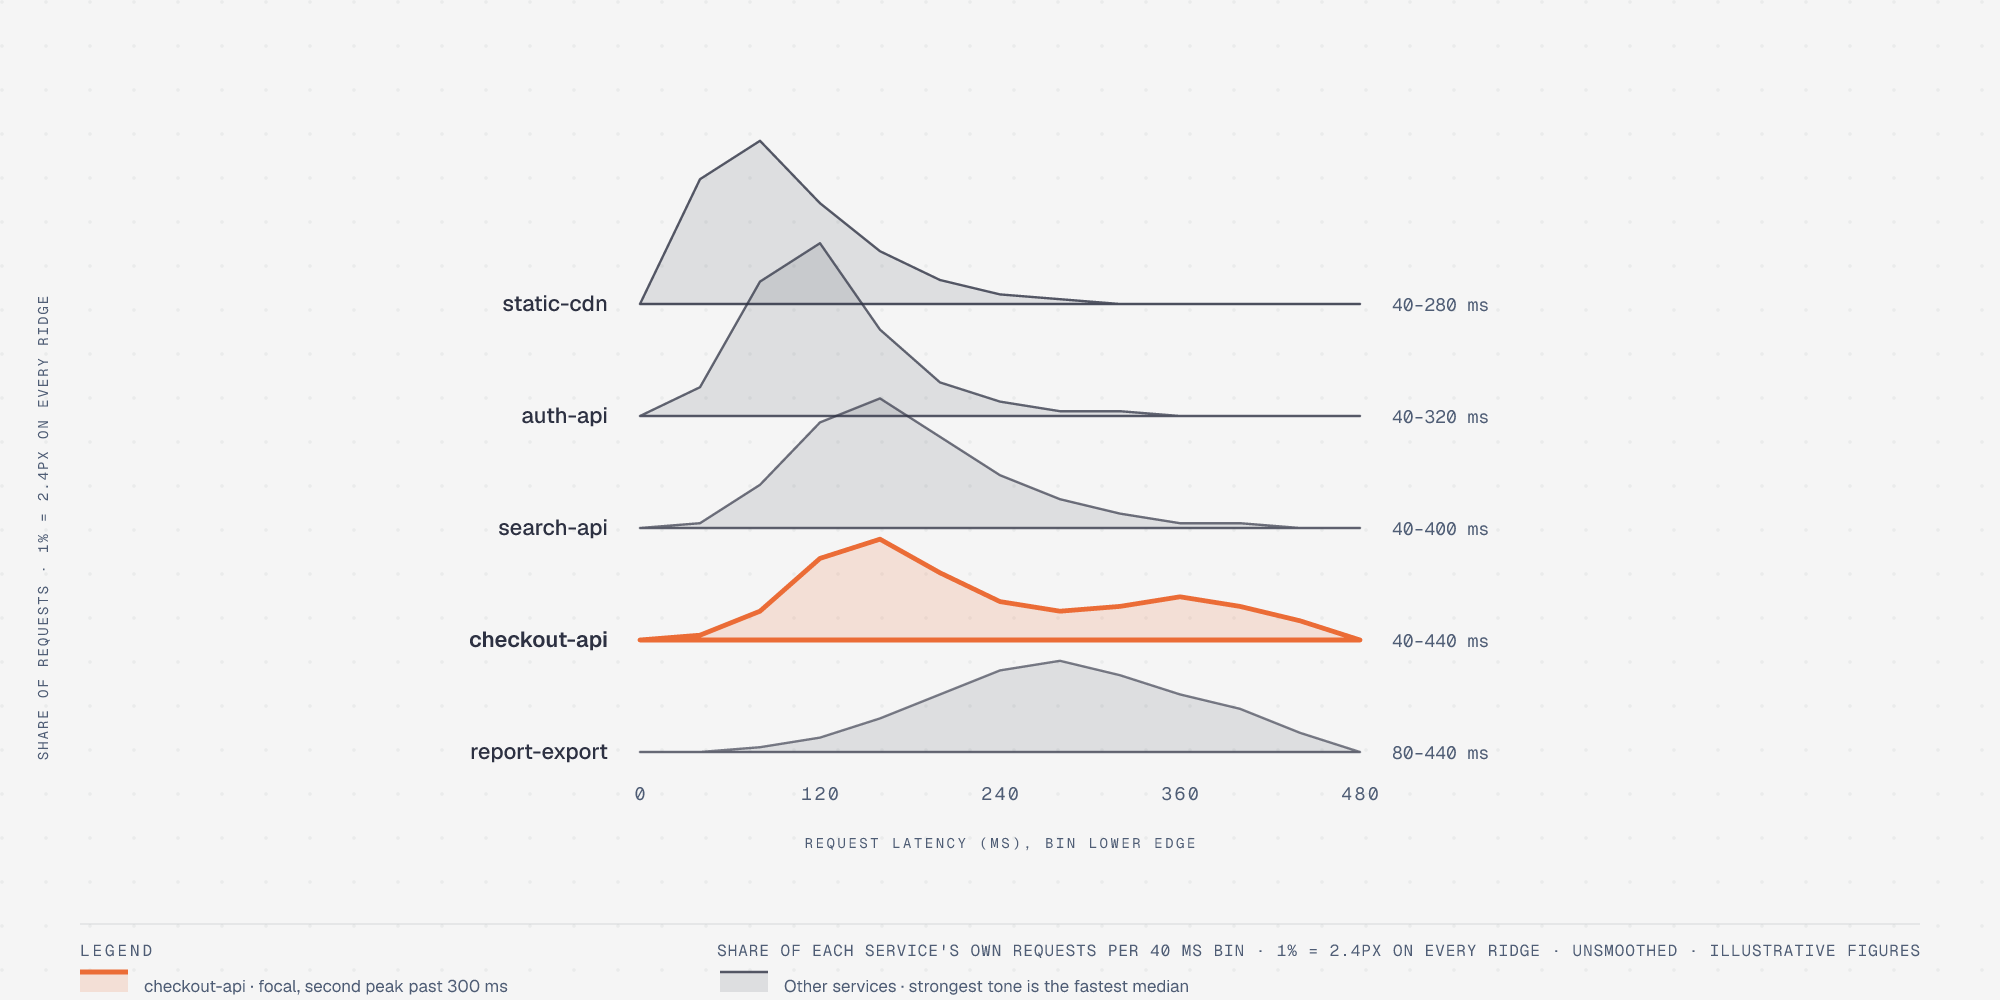 SHARE OF REQUESTS · 1% = 2.4PX ON EVERY RIDGE
static-cdn
40–280 ms
auth-api
40–320 ms
search-api
40–400 ms
checkout-api
40–440 ms
report-export
80–440 ms
0 120 240 360 480
REQUEST LATENCY (MS), BIN LOWER EDGE
LEGEND
SHARE OF EACH SERVICE'S OWN REQUESTS PER 40 MS BIN · 1% = 2.4PX ON EVERY RIDGE · UNSMOOTHED · ILLUSTRATIVE FIGURES
checkout-api · focal, second peak past 300 ms
Other services · strongest tone is the fastest median